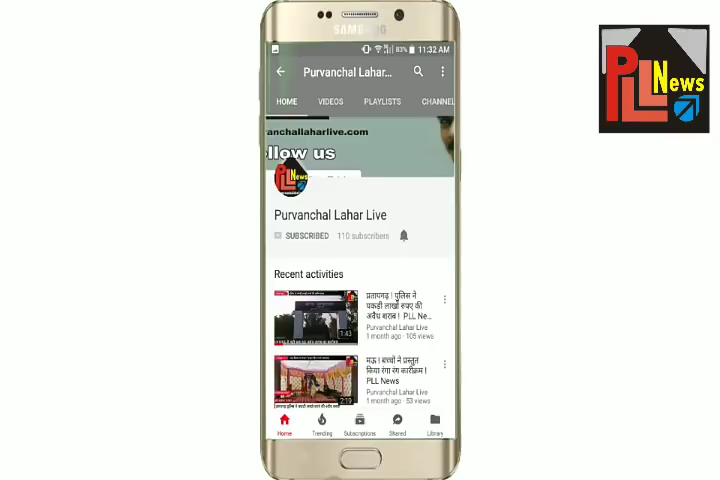 SAMSUNG
83% 11:32 AM
Purvanchal Lahar...
HOME VIDEOS PLAYLISTS CHANNEL
anchallaharlive.com
llow us
PLL News
Purvanchal Lahar Live
SUBSCRIBED 110 subscribers
Recent activities
प्रतापगढ़ ! पुलिस ने
पकड़ी लाखों रुपए की
अवैध शराब ! PLL Ne...
Purvanchal Lahar Live
1 month ago · 105 views
1:43
मऊ ! बच्चों ने प्रस्तुत
किया रंगा रंग कारीक्रम !
PLL News
Purvanchal Lahar Live
1 month ago · 53 views
2:19
Home Trending Subscriptions Shared Library
PLL News